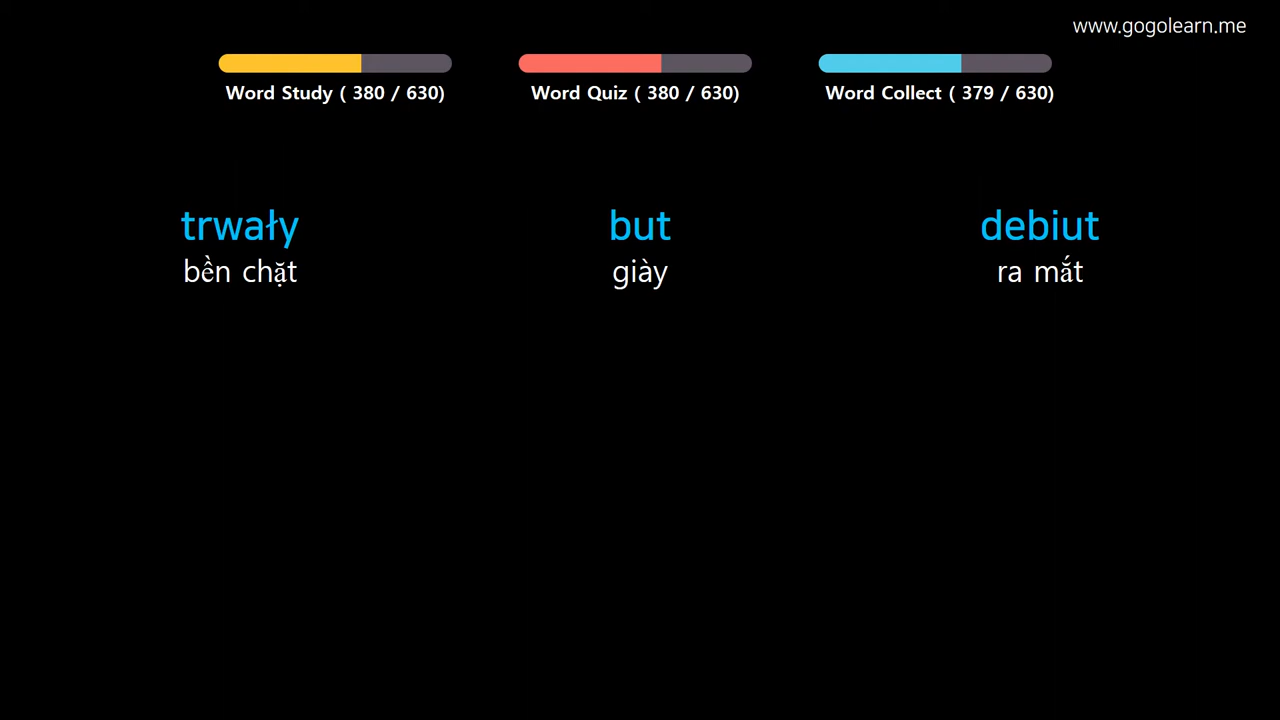 www.gogolearn.me
Word Study ( 380 / 630)
Word Quiz ( 380 / 630)
Word Collect ( 379 / 630)
trwały
bền chặt
but
giày
debiut
ra mắt